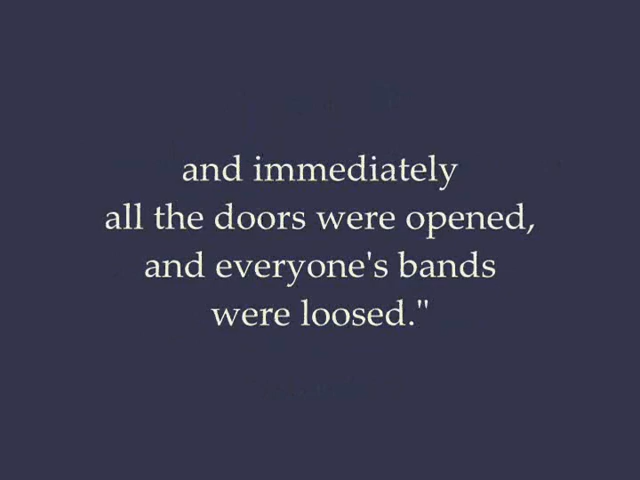 and immediately
all the doors were opened,
and everyone's bands
were loosed."